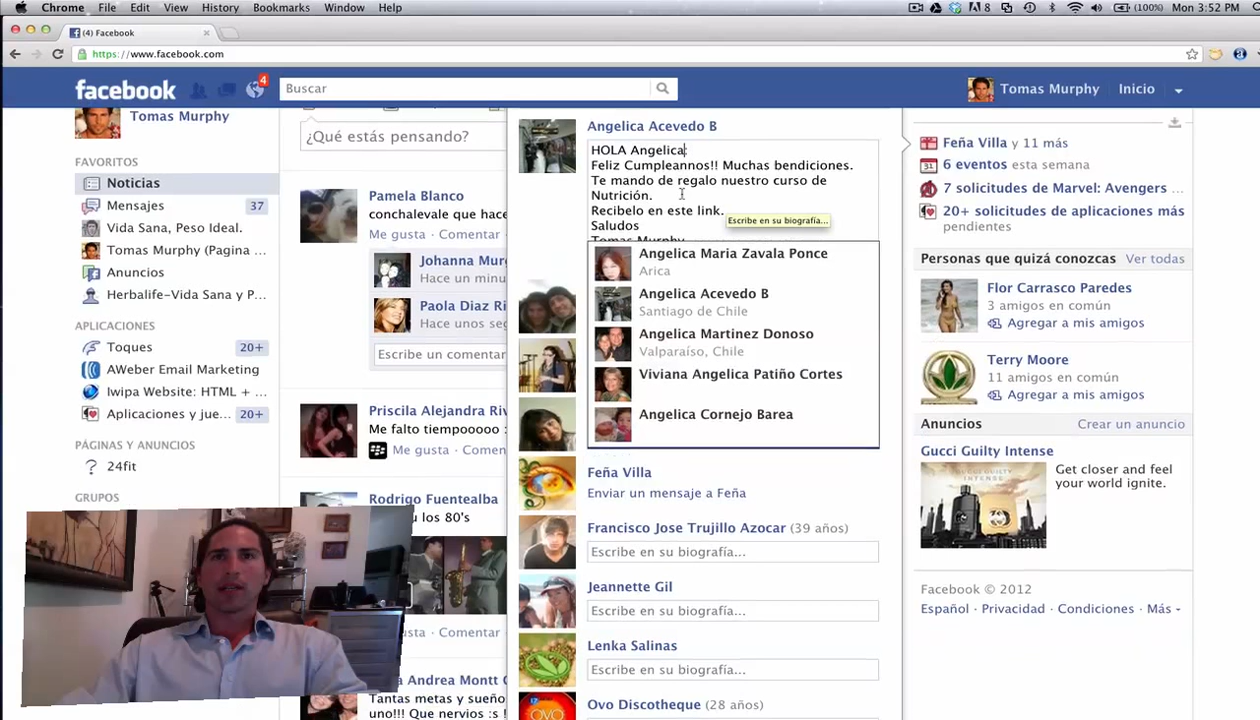 Chrome File Edit View History Bookmarks Window Help
8 (100%) Mon 3:52 PM
(4) Facebook
https://www.facebook.com
facebook 4 Buscar Tomas Murphy Inicio
Tomas Murphy
FAVORITOS
Noticias
Mensajes 37
Vida Sana, Peso Ideal.
Tomas Murphy (Pagina
Anuncios
Herbalife-Vida Sana y P...
APLICACIONES
Toques 20+
AWeber Email Marketing
Iwipa Website: HTML + ...
Aplicaciones y jue... 20+
PÁGINAS Y ANUNCIO
24fit
GRUPOS
¿Qué estás pensando?
Pamela Blanco
conchalevale que hace
Me gusta · Comentar
Johanna Mur
Hace un minu
Paola Diaz Ri
Hace unos seg
Escribe un comentar
Priscila Alejandra Riv
Me falto tiempooooo :
Me gusta · Comen
Rodrigo Fuentealba
u los 80's
· Comentar ·
Andrea Montt C
Tantas metas y sueño
uno!!! Que nervios :s !
Angelica Acevedo B
HOLA Angelica:
Feliz Cumpleannos!! Muchas bendiciones.
Te mando de regalo nuestro curso de
Nutrición.
Recibelo en este link.
Saludos
Tomas Murphy
Escribe en su biografía...
Angelica Maria Zavala Ponce
Arica
Angelica Acevedo B
Santiago de Chile
Angelica Martinez Donoso
Valparaíso, Chile
Viviana Angelica Patiño Cortes
Angelica Cornejo Barea
Feña Villa
Enviar un mensaje a Feña
Francisco Jose Trujillo Azocar (39 años)
Escribe en su biografía...
Jeannette Gil
Escribe en su biografía...
Lenka Salinas
Escribe en su biografía...
OVO
Ovo Discotheque (28 años)
Feña Villa y 11 más
6 eventos esta semana
7 solicitudes de Marvel: Avengers ...
20+ solicitudes de aplicaciones más
pendientes
Personas que quizá conozcas Ver todas
Flor Carrasco Paredes
3 amigos en común
Agregar a mis amigos
Terry Moore
11 amigos en común
Agregar a mis amigos
Anuncios Crear un anuncio
Gucci Guilty Intense
Get closer and feel
your world ignite.
Facebook © 2012
Español · Privacidad · Condiciones · Más